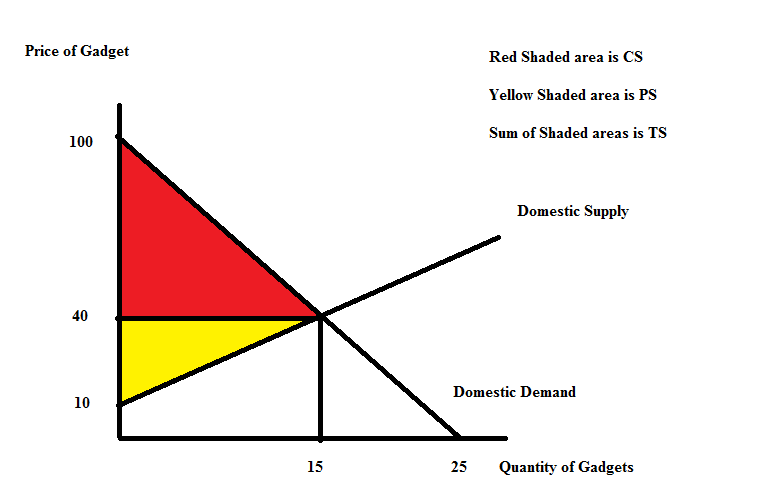 Price of Gadget
Red Shaded area is CS
Yellow Shaded area is PS
Sum of Shaded areas is TS
100
Domestic Supply
40
Domestic Demand
10
15
25
Quantity of Gadgets